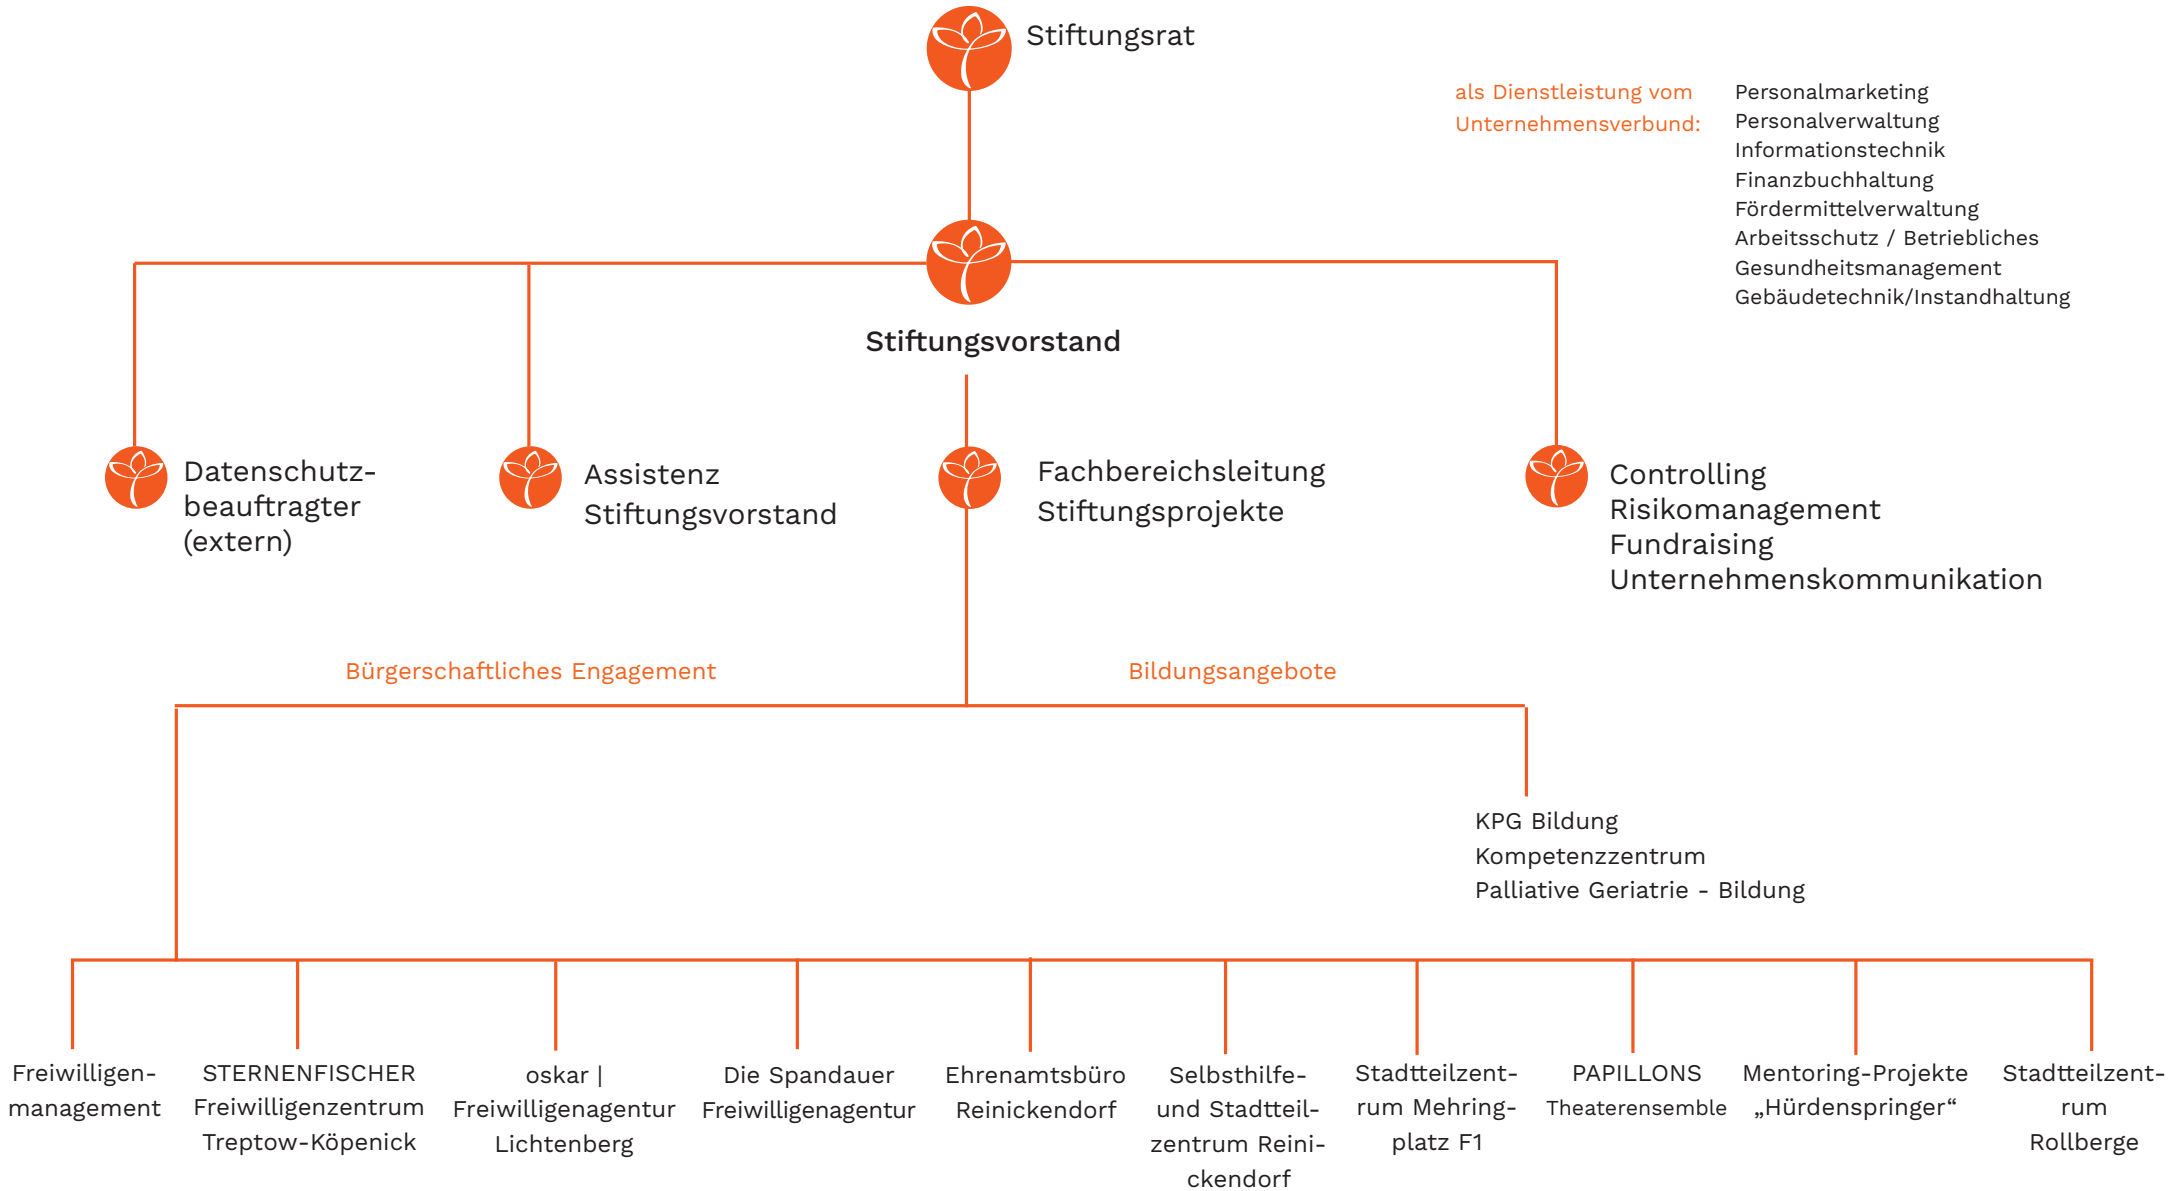 Stiftungsrat
als Dienstleistung vom
Unternehmensverbund:
Personalmarketing
Personalverwaltung
Informationstechnik
Finanzbuchhaltung
Fördermittelverwaltung
Arbeitsschutz / Betriebliches
Gesundheitsmanagement
Gebäudetechnik/Instandhaltung
Stiftungsvorstand
Datenschutz-
beauftragter
(extern)
Assistenz
Stiftungsvorstand
Fachbereichsleitung
Stiftungsprojekte
Controlling
Risikomanagement
Fundraising
Unternehmenskommunikation
Bürgerschaftliches Engagement
Bildungsangebote
KPG Bildung
Kompetenzzentrum
Palliative Geriatrie - Bildung
Freiwilligen-
management
STERNENFISCHER
Freiwilligenzentrum
Treptow-Köpenick
oskar |
Freiwilligenagentur
Lichtenberg
Die Spandauer
Freiwilligenagentur
Ehrenamtsbüro
Reinickendorf
Selbsthilfe-
und Stadtteil-
zentrum Reini-
ckendorf
Stadtteilzent-
rum Mehring-
platz F1
PAPILLONS
Theaterensemble
Mentoring-Projekte
„Hürdenspringer“
Stadtteilzent-
rum
Rollberge